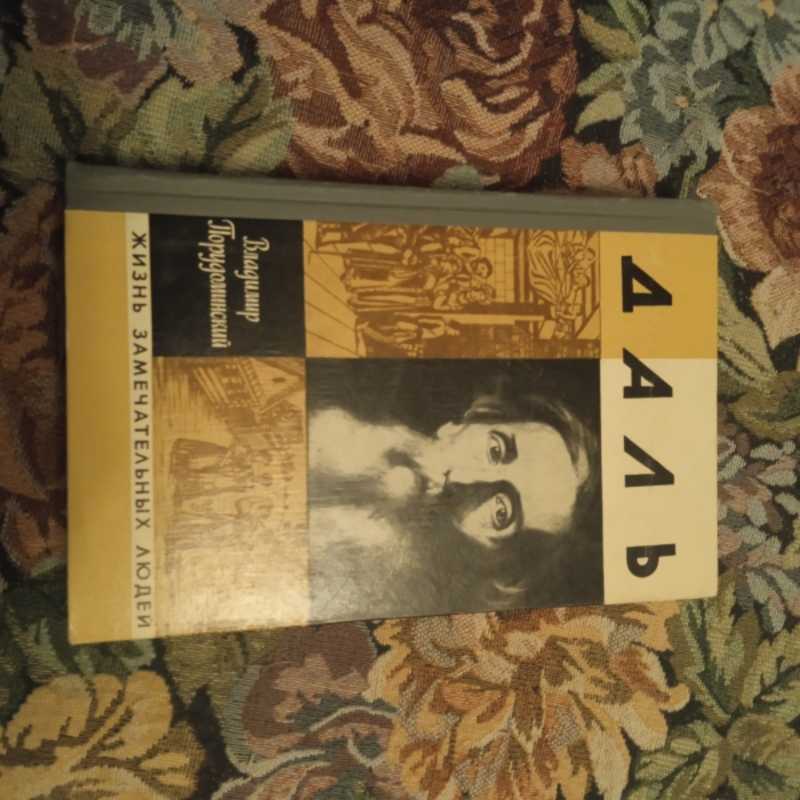 ДАЛЬ
Владимир
Порудоминский
ЖИЗНЬ ЗАМЕЧАТЕЛЬНЫХ ЛЮДЕЙ